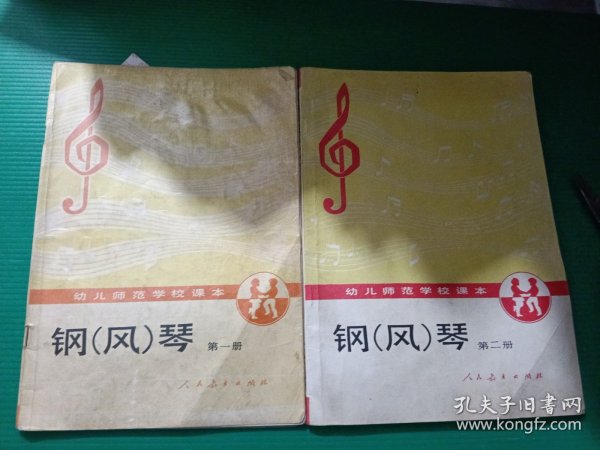 幼儿师范学校课本
钢(风)琴 第一册
人民教育出版社
幼儿师范学校课本
钢(风)琴 第二册
人民教育出版社
孔夫子旧书网
www.kongfz.com